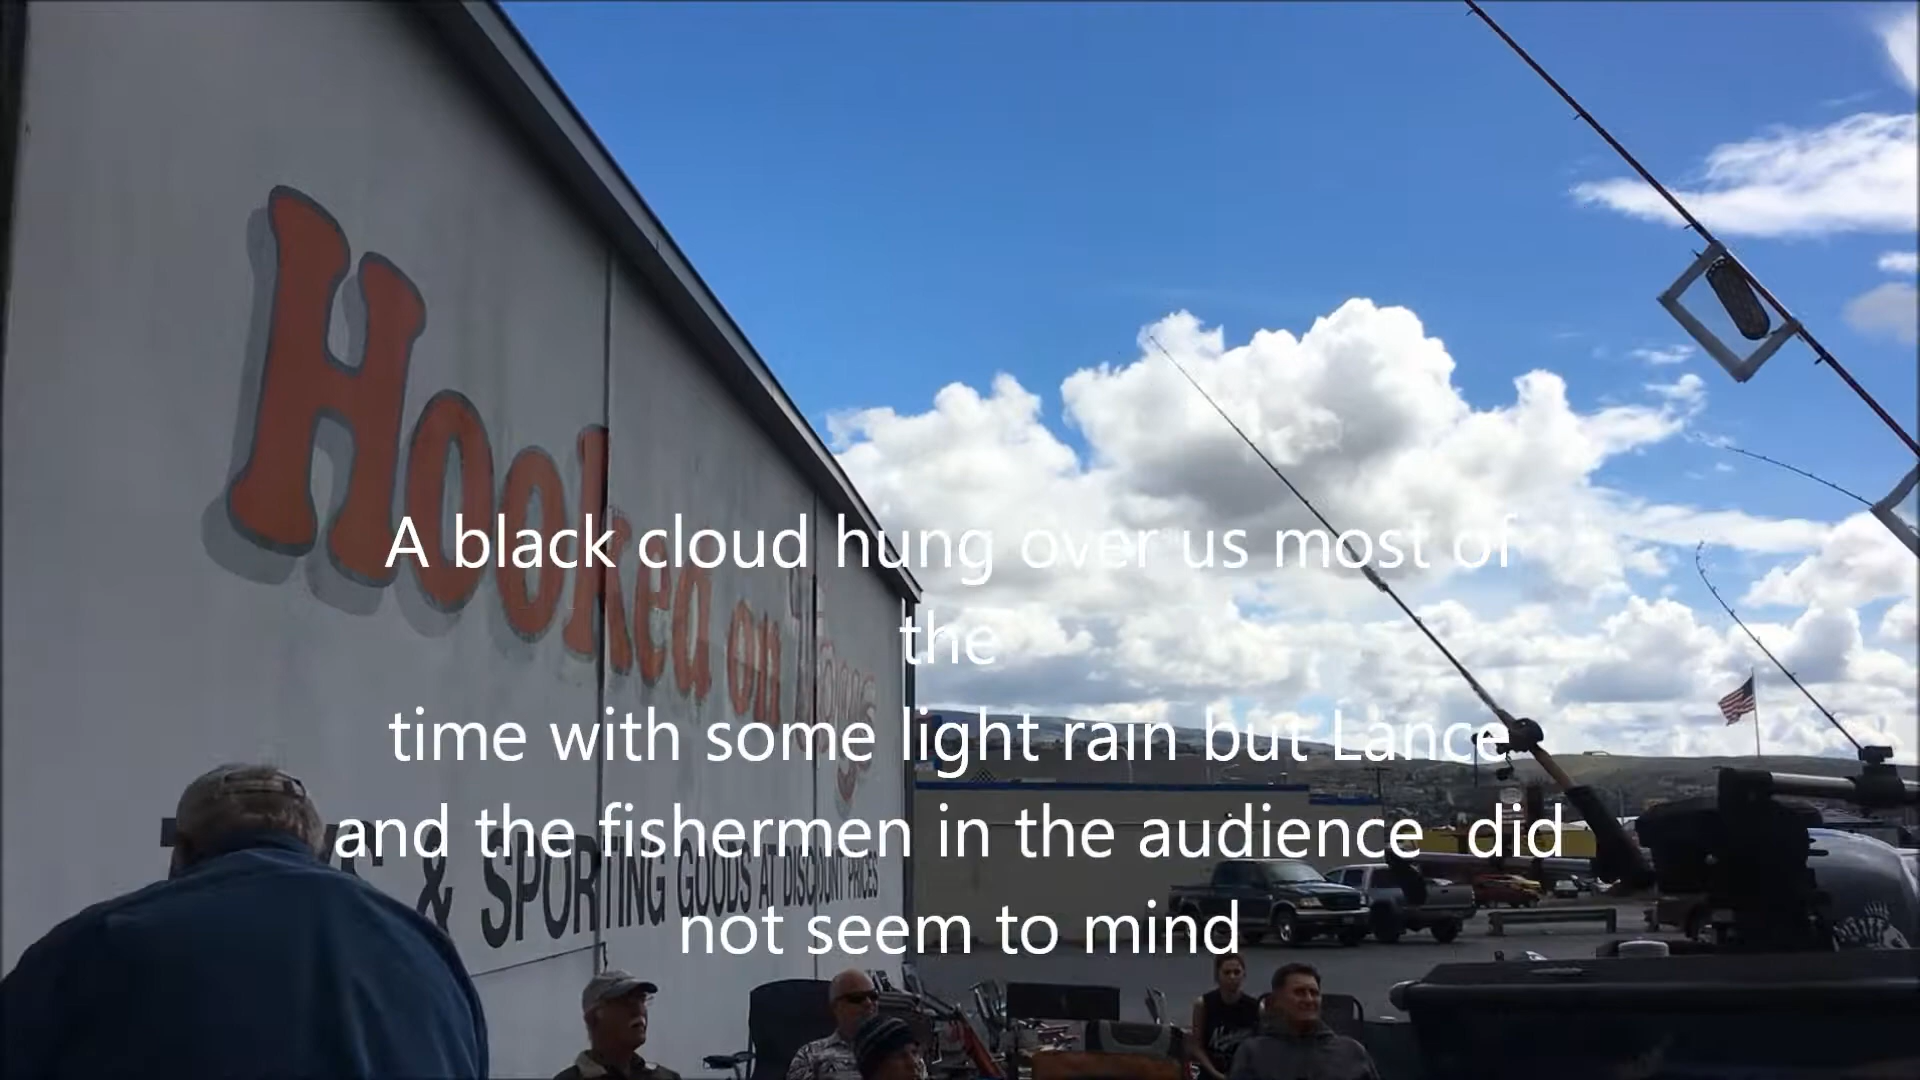 Hooked on Toys
& SPORTING GOODS AT DISCOUNT PRICES
A black cloud hung over us most of
the
time with some light rain but Lance
and the fishermen in the audience did
not seem to mind